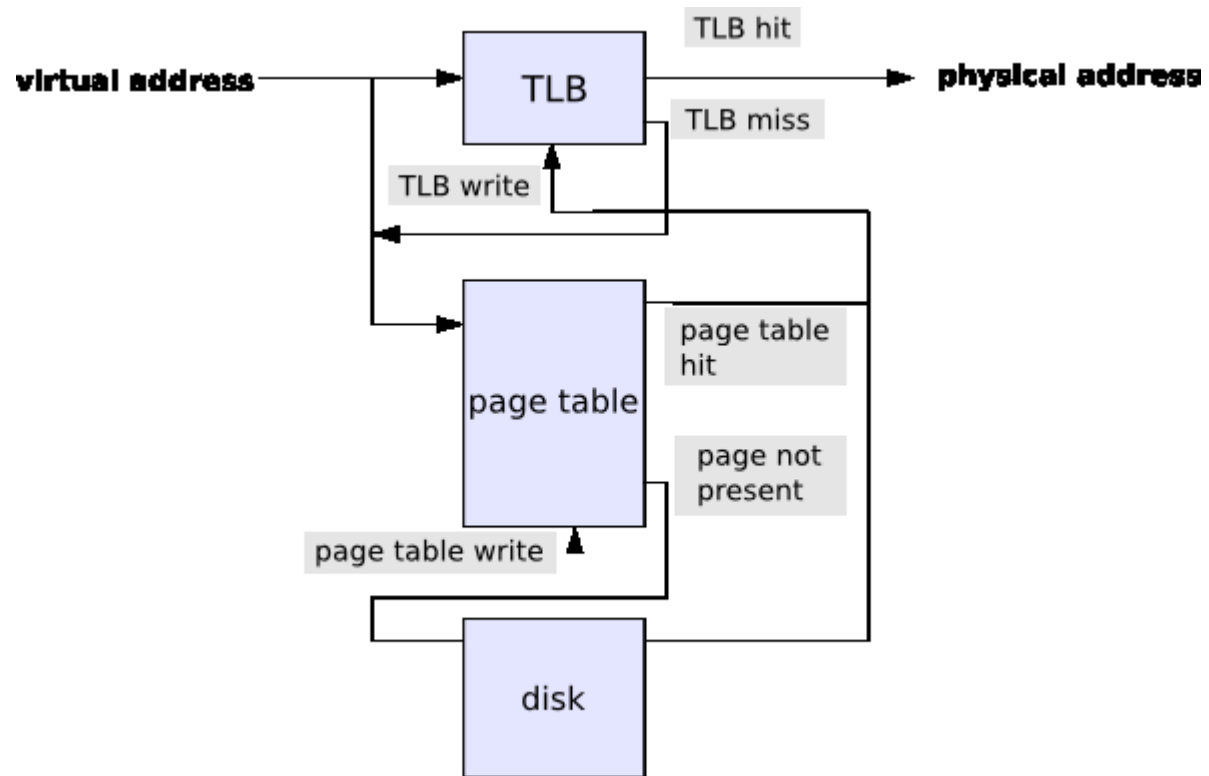 TLB hit
virtual address
TLB
physical address
TLB miss
TLB write
page table
hit
page table
page not
present
page table write
disk